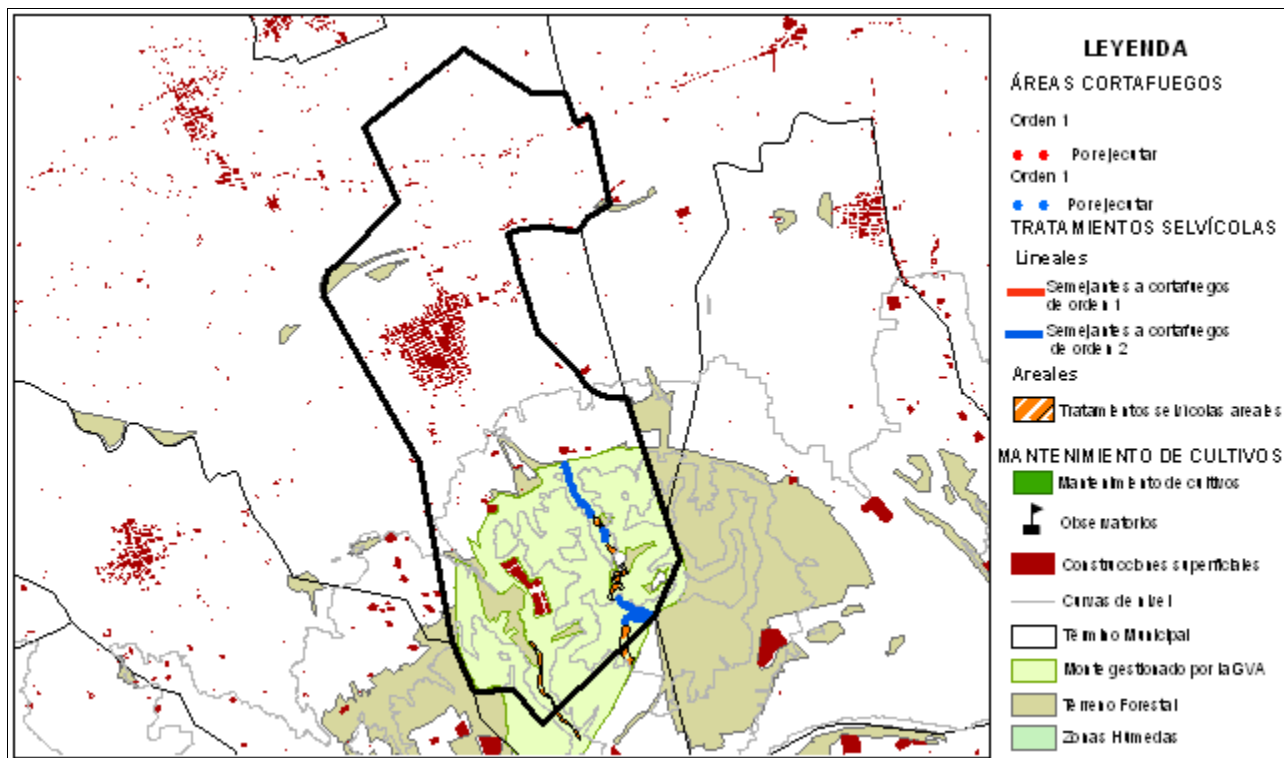 LEYENDA
ÁREAS CORTAFUEGOS
Orden 1
Por ejecutar
Orden 1
Por ejecutar
TRATAMIENTOS SELVÍCOLAS
Lineales
Semejantes a cortafuegos
de orden 1
Semejantes a cortafuegos
de orden 2
Areales
Tratamientos selvícolas areales
MANTENIMIENTO DE CULTIVOS
Mantenimiento de cultivos
Observatorios
Construcciones superficiales
Curvas de nivel
Término Municipal
Monte gestionado por la GVA
Terreno Forestal
Zonas Húmedas